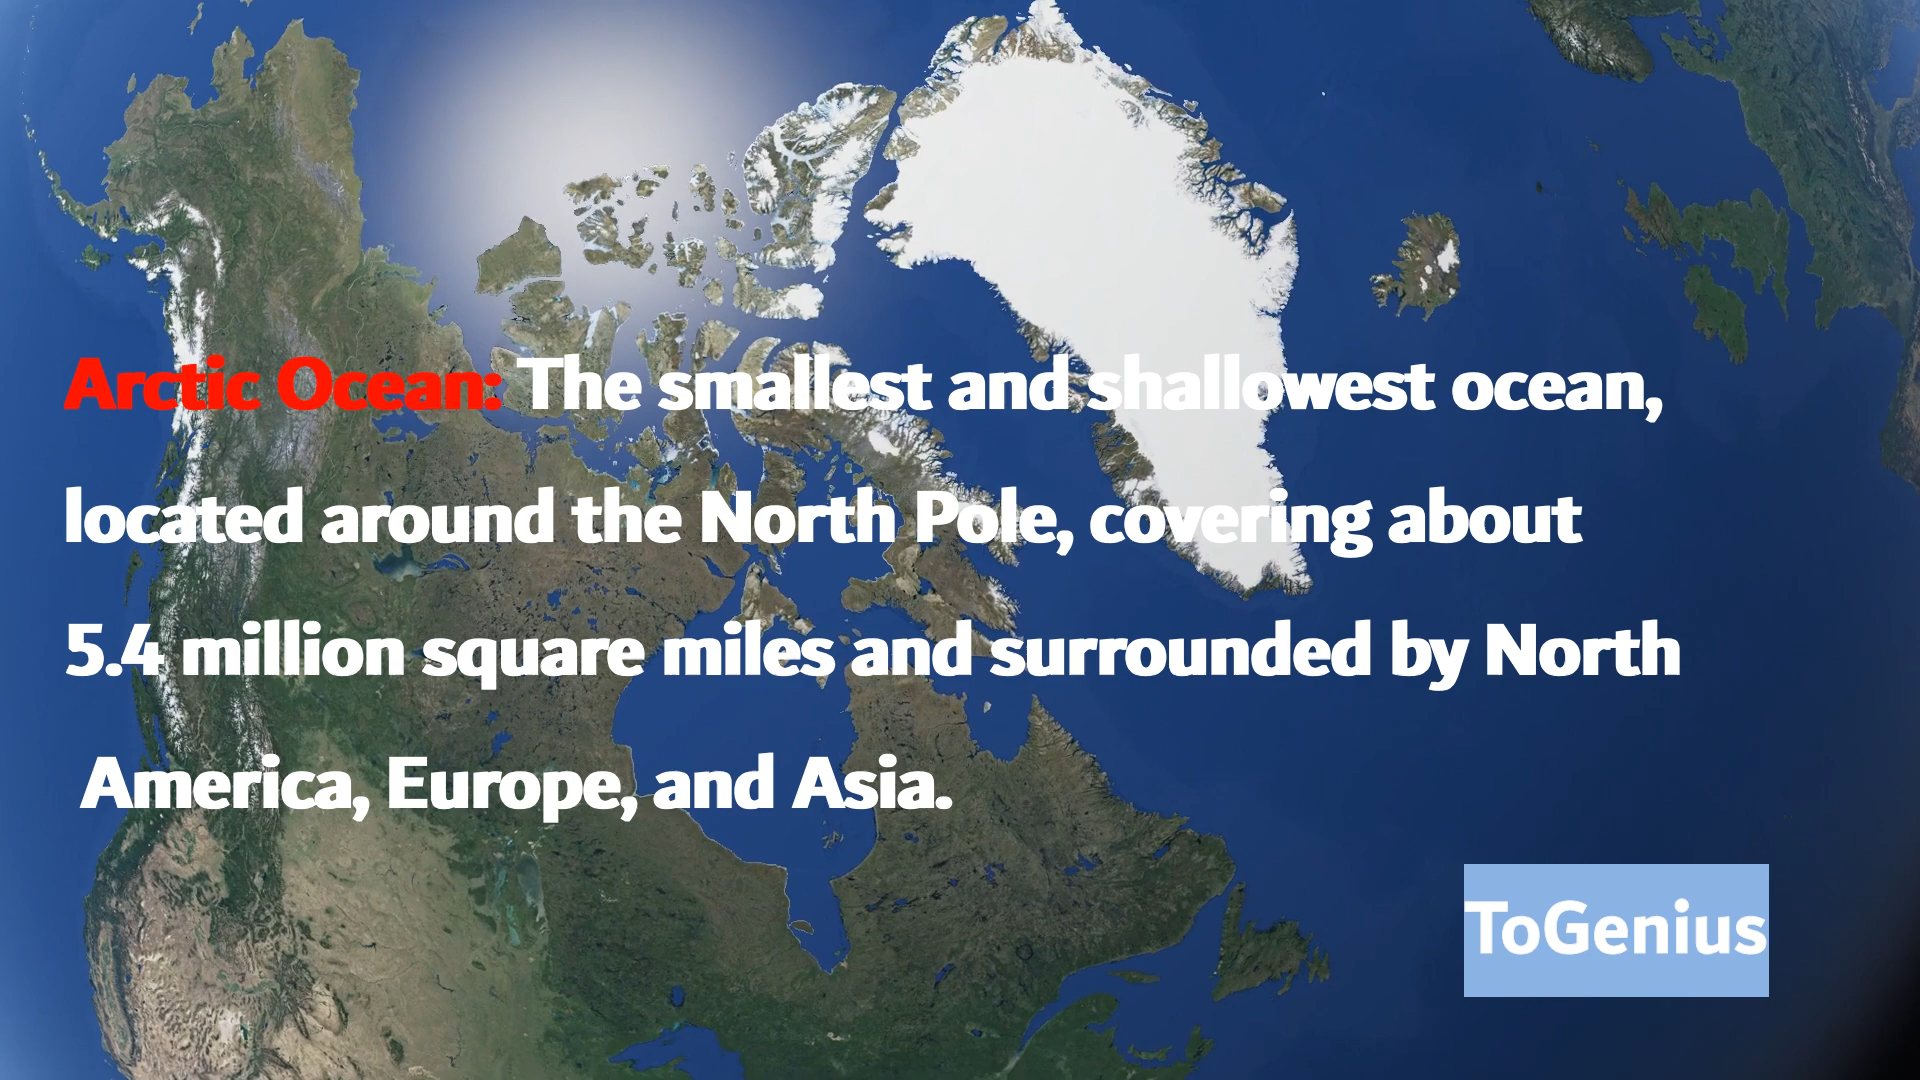 Arctic Ocean: The smallest and shallowest ocean,
located around the North Pole, covering about
5.4 million square miles and surrounded by North
America, Europe, and Asia.
ToGenius